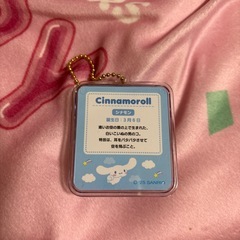 Cinnamoroll
シナモン
誕生日：3月6日
遠いお空の雲の上で生まれた、
白いこいぬの男のコ。
特技は、耳をパタパタさせて
空を飛ぶこと。